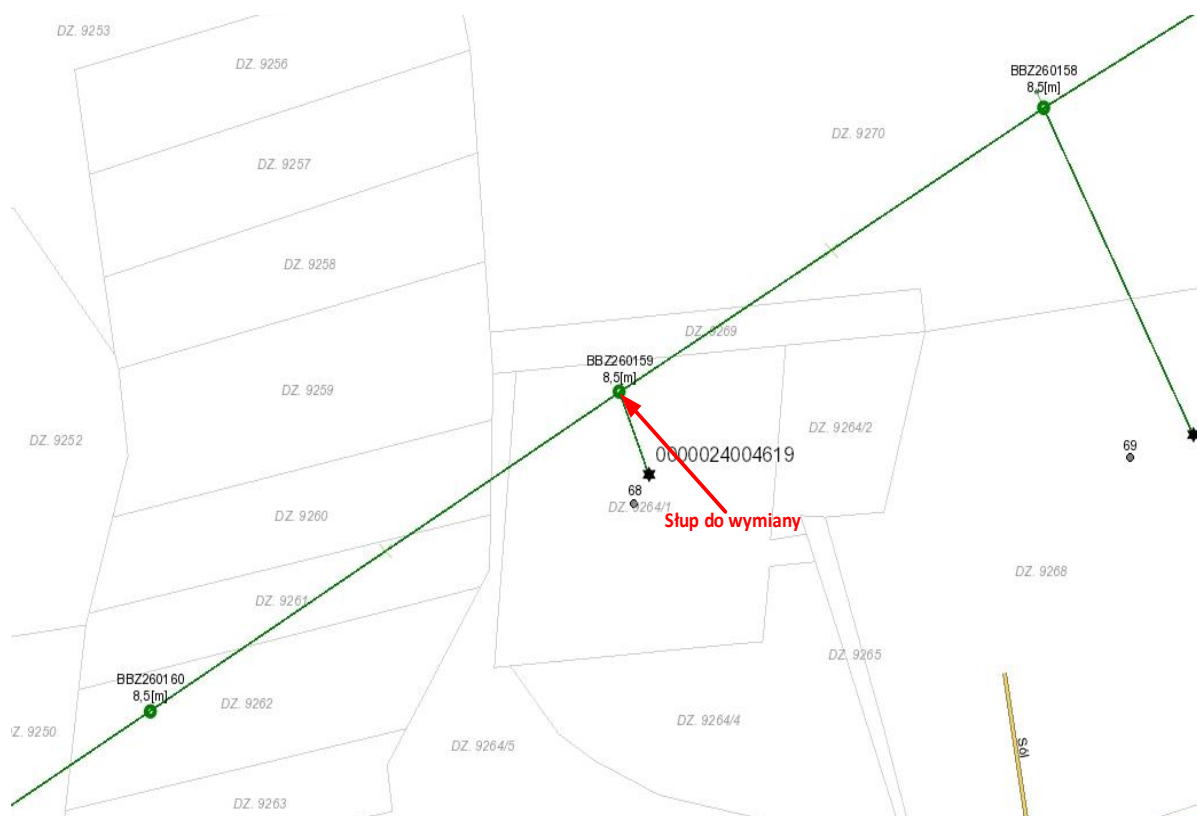 DZ. 9253
DZ. 9256
BBZ260158
8,5[m]
DZ. 9270
DZ. 9257
DZ. 9258
DZ. 9269
BBZ260159
8,5[m]
DZ. 9259
DZ. 9264/2
DZ. 9252
69
0000024004619
68
DZ. 9264/1
Słup do wymiany
DZ. 9260
DZ. 9268
DZ. 9261
DZ. 9265
BBZ260160
8,5[m]
DZ. 9262
DZ. 9264/4
Z. 9250
DZ. 9264/5
Sól
DZ. 9263